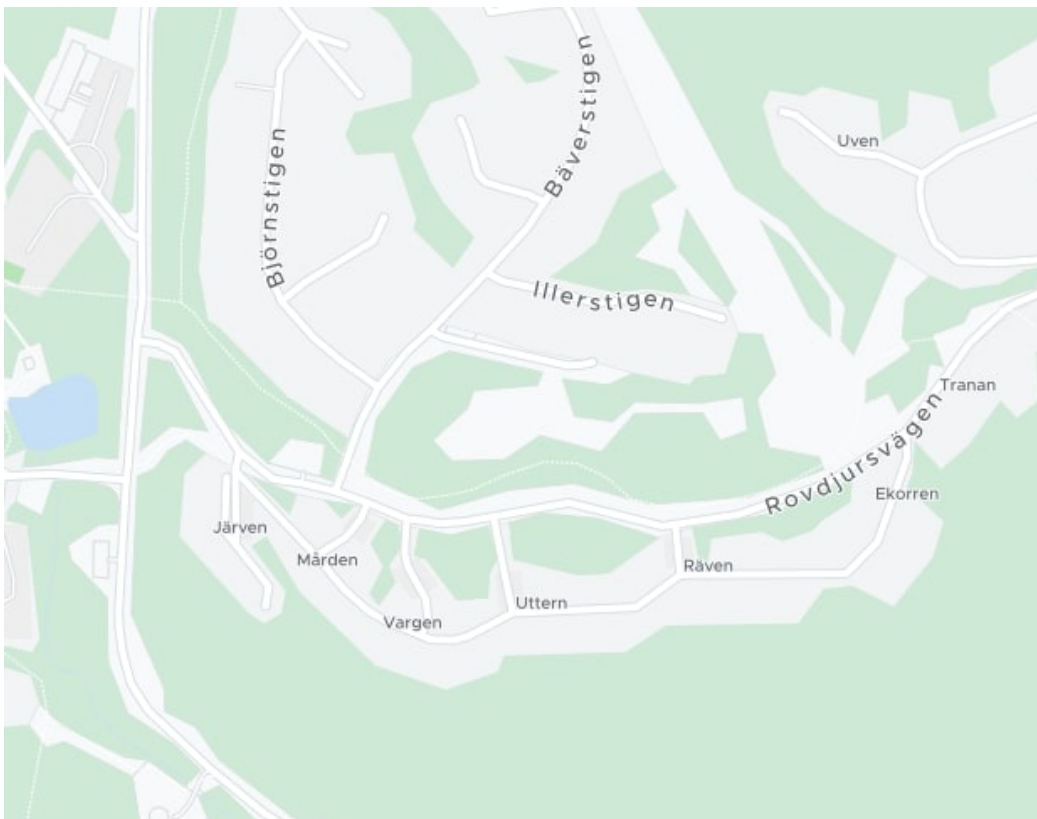 Bäverstigen
Uven
Björnstigen
Illerstigen
Tranan
Rovdjursvägen
Ekorren
Järven
Mården
Räven
Uttern
Vargen